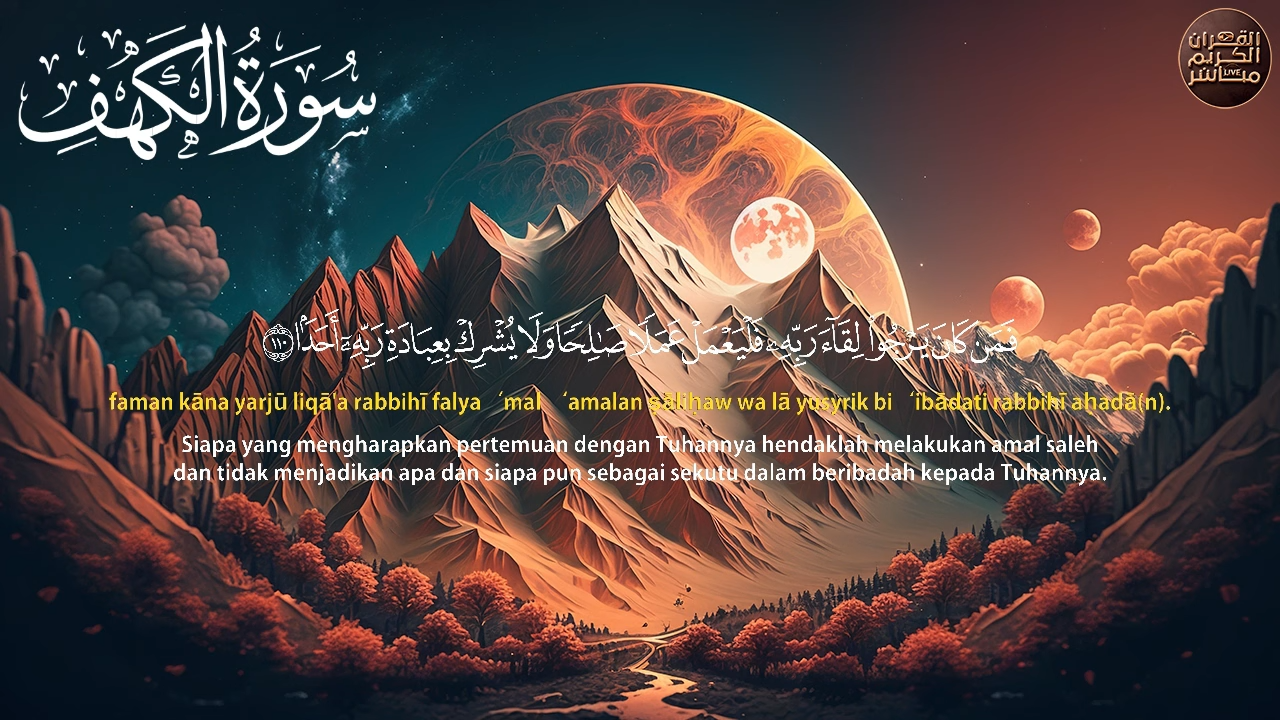 سُورَةُ الْكَهْفِ
القرآن
الكريم
LIVE
مباشر
فَمَن كَانَ يَرْجُوا۟ لِقَآءَ رَبِّهِۦ فَلْيَعْمَلْ عَمَلًا صَٰلِحًا وَلَا يُشْرِكْ بِعِبَادَةِ رَبِّهِۦٓ أَحَدًۢا ١١٠
faman kāna yarjū liqā'a rabbihī falya‘mal ‘amalan ṣāliḥaw wa lā yusyrik bi ‘ibādati rabbihī aḥadā(n).
Siapa yang mengharapkan pertemuan dengan Tuhannya hendaklah melakukan amal saleh
dan tidak menjadikan apa dan siapa pun sebagai sekutu dalam beribadah kepada Tuhannya.